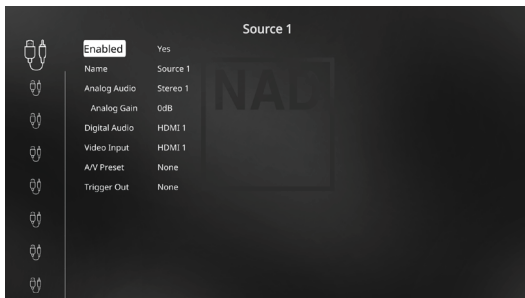 Source 1
NAD
Enabled Yes
Name Source 1
Analog Audio Stereo 1
Analog Gain 0dB
Digital Audio HDMI 1
Video Input HDMI 1
A/V Preset None
Trigger Out None